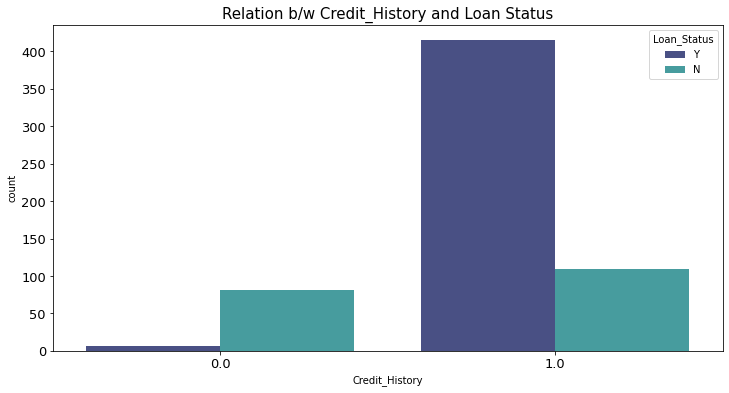 Relation b/w Credit_History and Loan Status
Loan_Status
Y
N
400
350
300
250
200
150
100
50
0
count
0.0
1.0
Credit_History